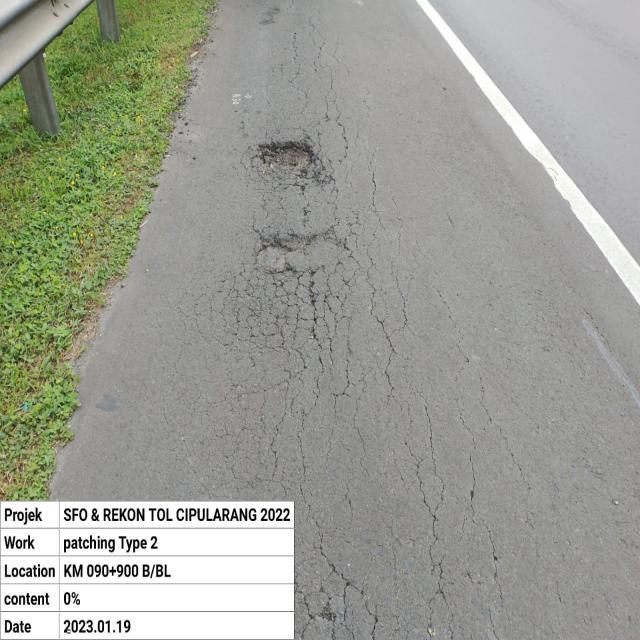 Projek SFO & REKON TOL CIPULARANG 2022
Work patching Type 2
Location KM 090+900 B/BL
content 0%
Date 2023.01.19